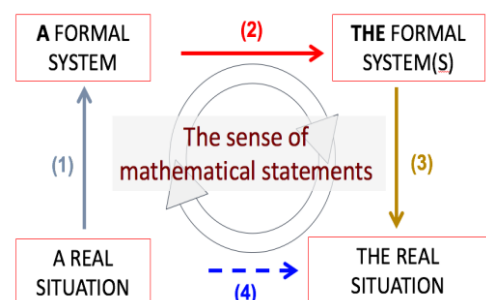 A FORMAL
SYSTEM
(2)
THE FORMAL
SYSTEM(S)
The sense of
mathematical statements
(1)
(3)
A REAL
SITUATION
(4)
THE REAL
SITUATION